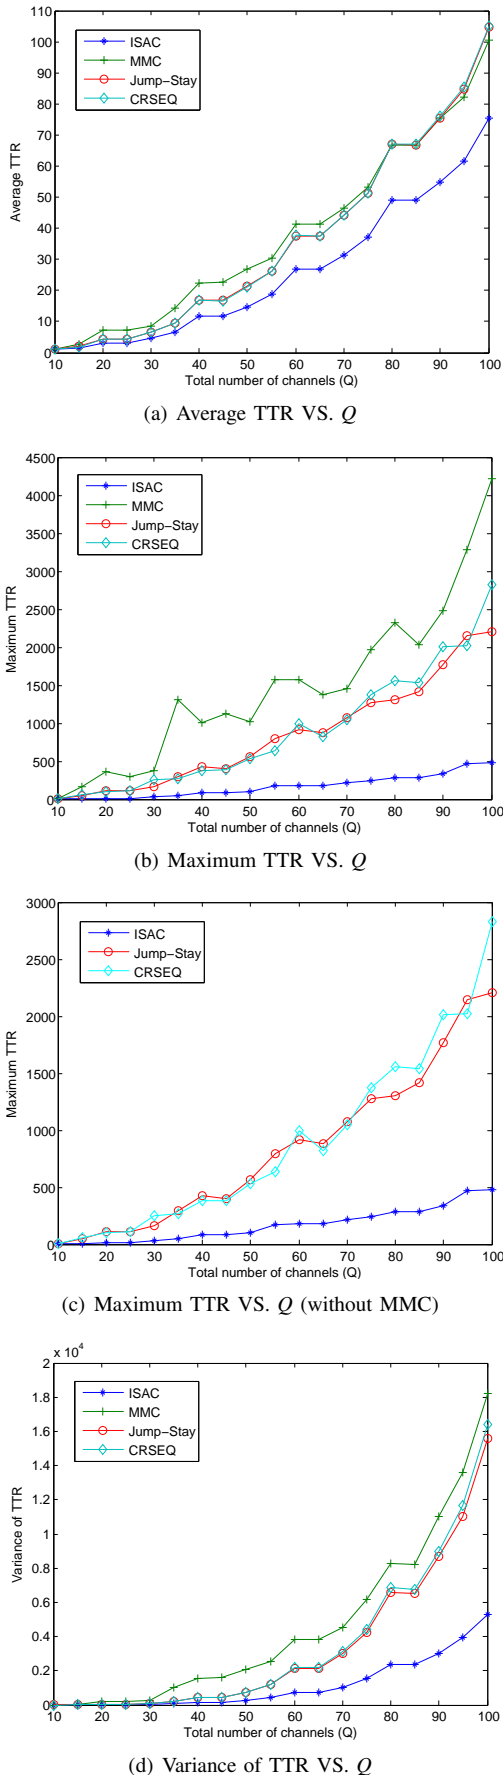 110
100
90
80
70
60
50
40
30
20
10
0
Average TTR
ISAC
MMC
Jump-Stay
CRSEQ
10 20 30 40 50 60 70 80 90 100
Total number of channels (Q)
(a) Average TTR VS. Q
4500
4000
3500
3000
2500
2000
1500
1000
500
0
Maximum TTR
ISAC
MMC
Jump-Stay
CRSEQ
10 20 30 40 50 60 70 80 90 100
Total number of channels (Q)
(b) Maximum TTR VS. Q
3000
2500
2000
1500
1000
500
0
Maximum TTR
ISAC
Jump-Stay
CRSEQ
10 20 30 40 50 60 70 80 90 100
Total number of channels (Q)
(c) Maximum TTR VS. Q (without MMC)
x 10^4
2
1.8
1.6
1.4
1.2
1
0.8
0.6
0.4
0.2
0
Variance of TTR
ISAC
MMC
Jump-Stay
CRSEQ
10 20 30 40 50 60 70 80 90 100
Total number of channels (Q)
(d) Variance of TTR VS. Q